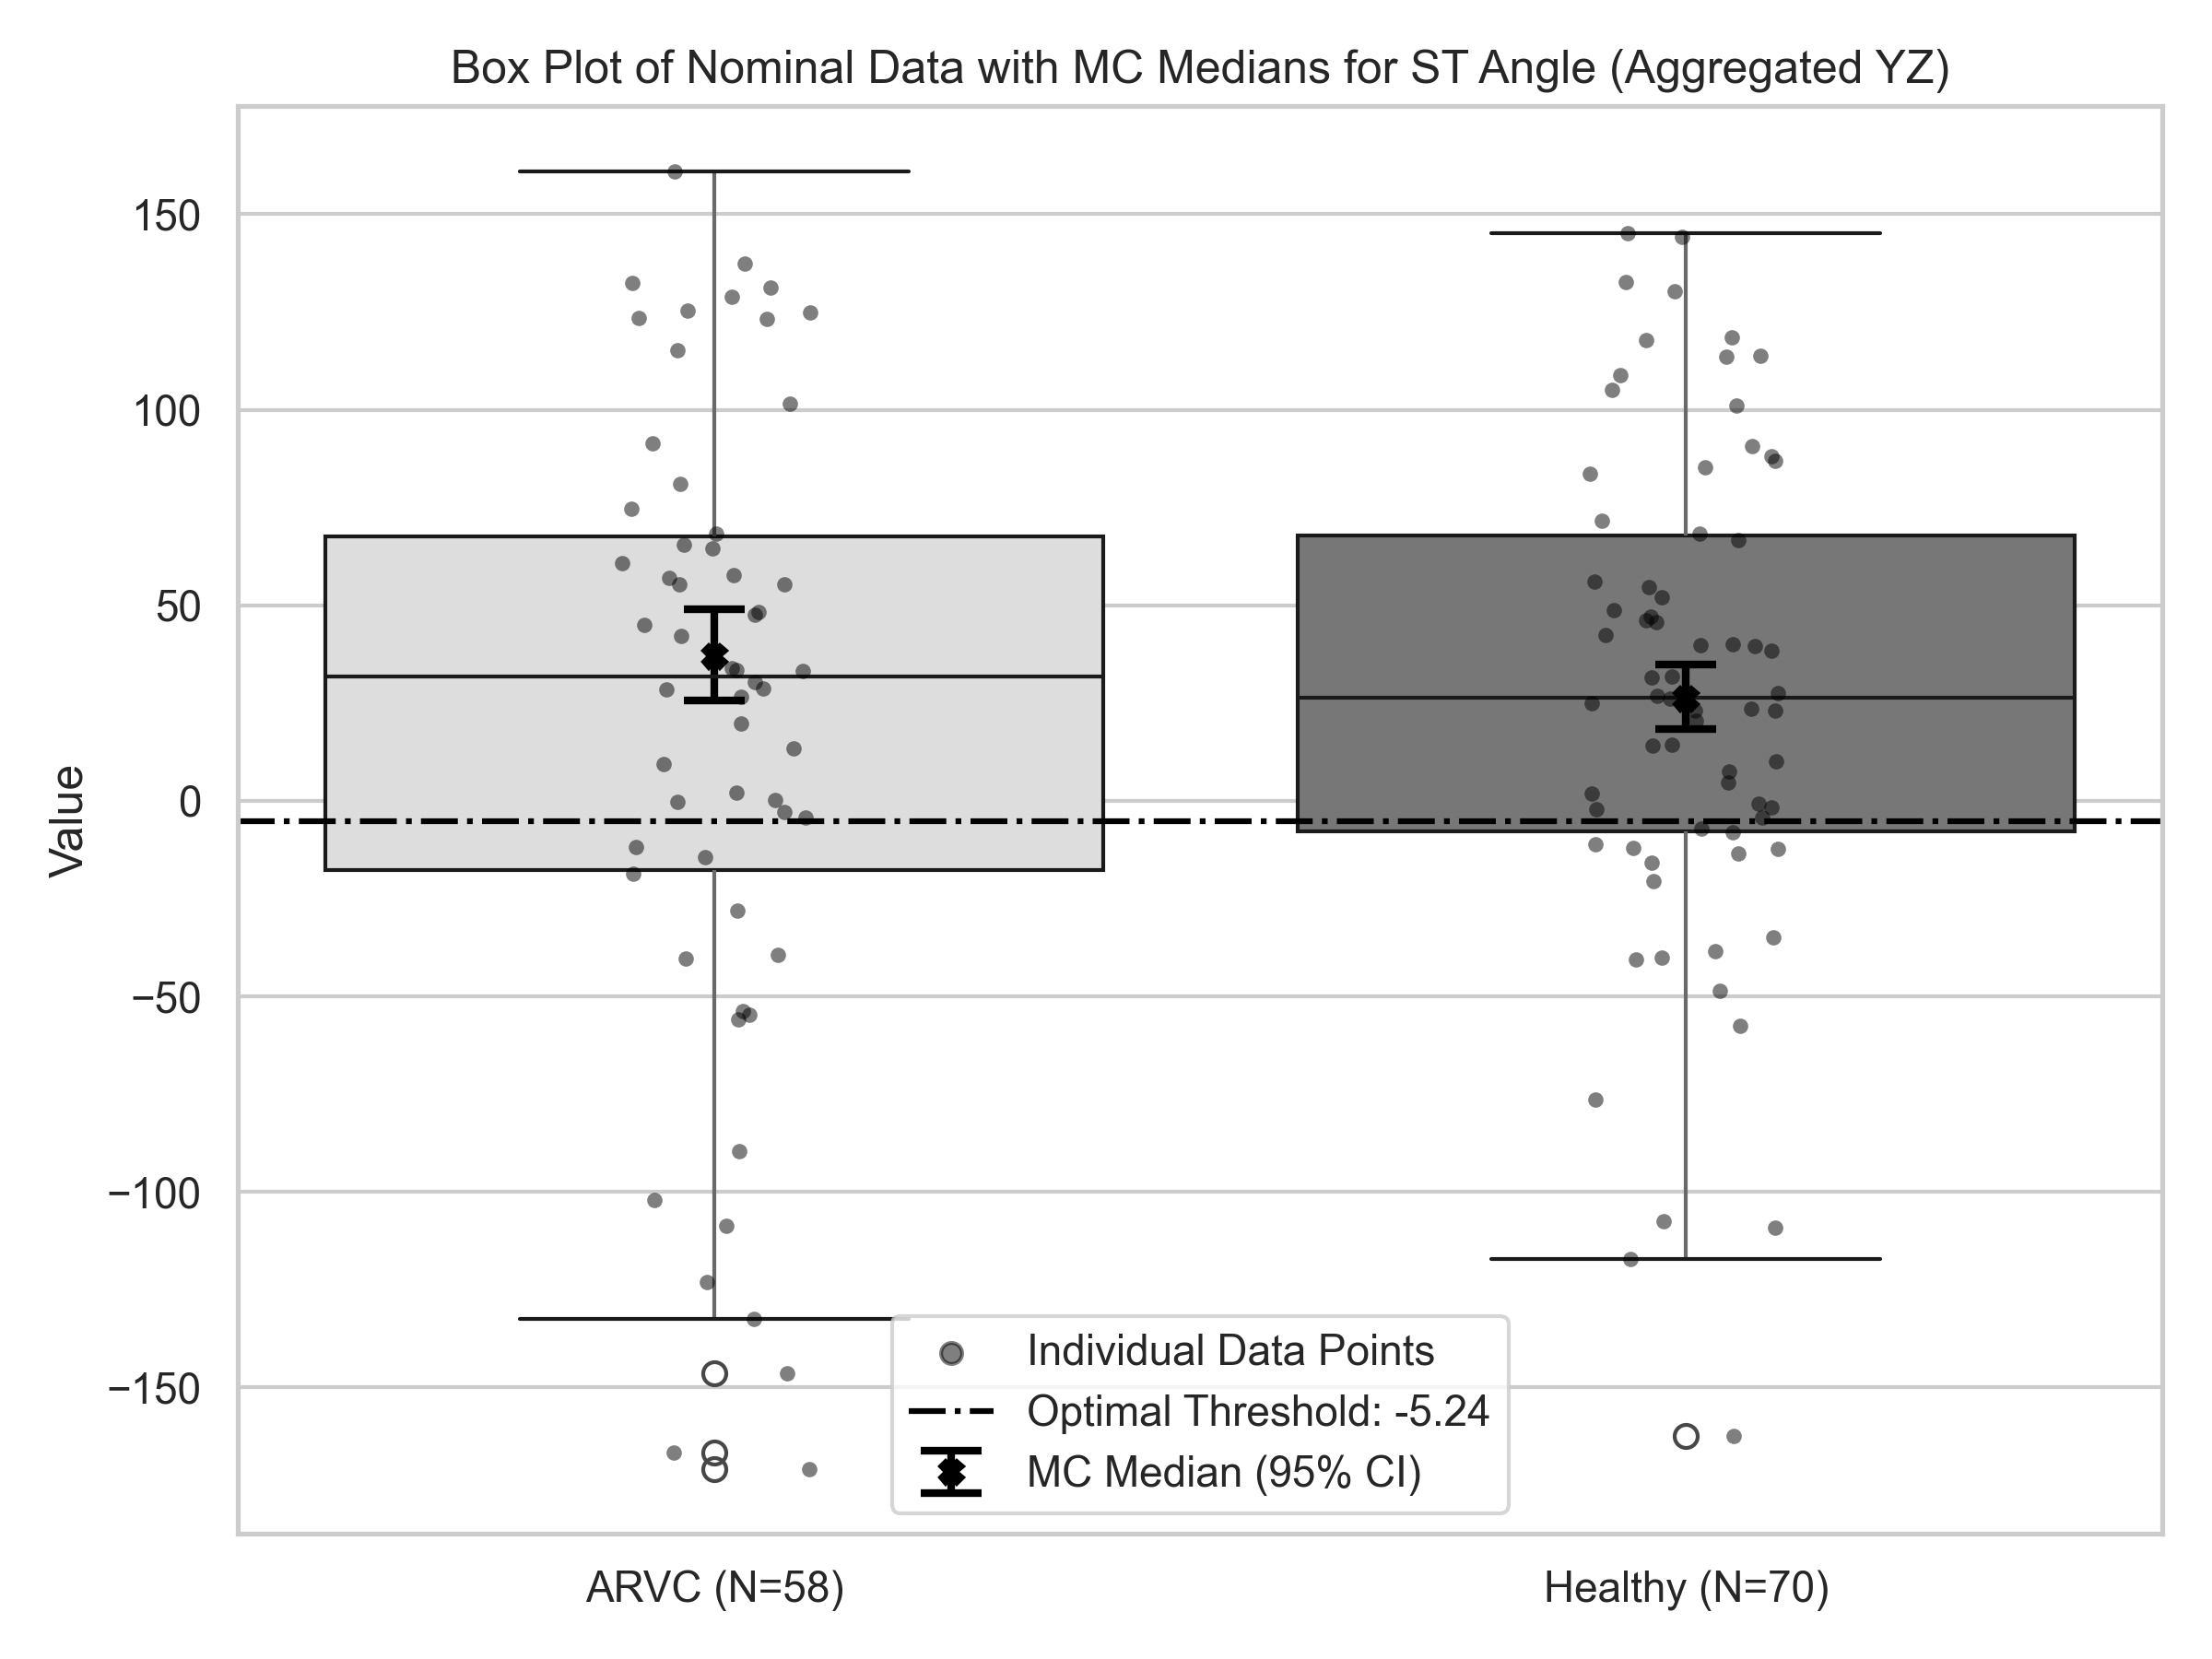 Box Plot of Nominal Data with MC Medians for ST Angle (Aggregated YZ)
Value
150
100
50
0
−50
−100
−150
Individual Data Points
Optimal Threshold: -5.24
MC Median (95% CI)
ARVC (N=58)
Healthy (N=70)